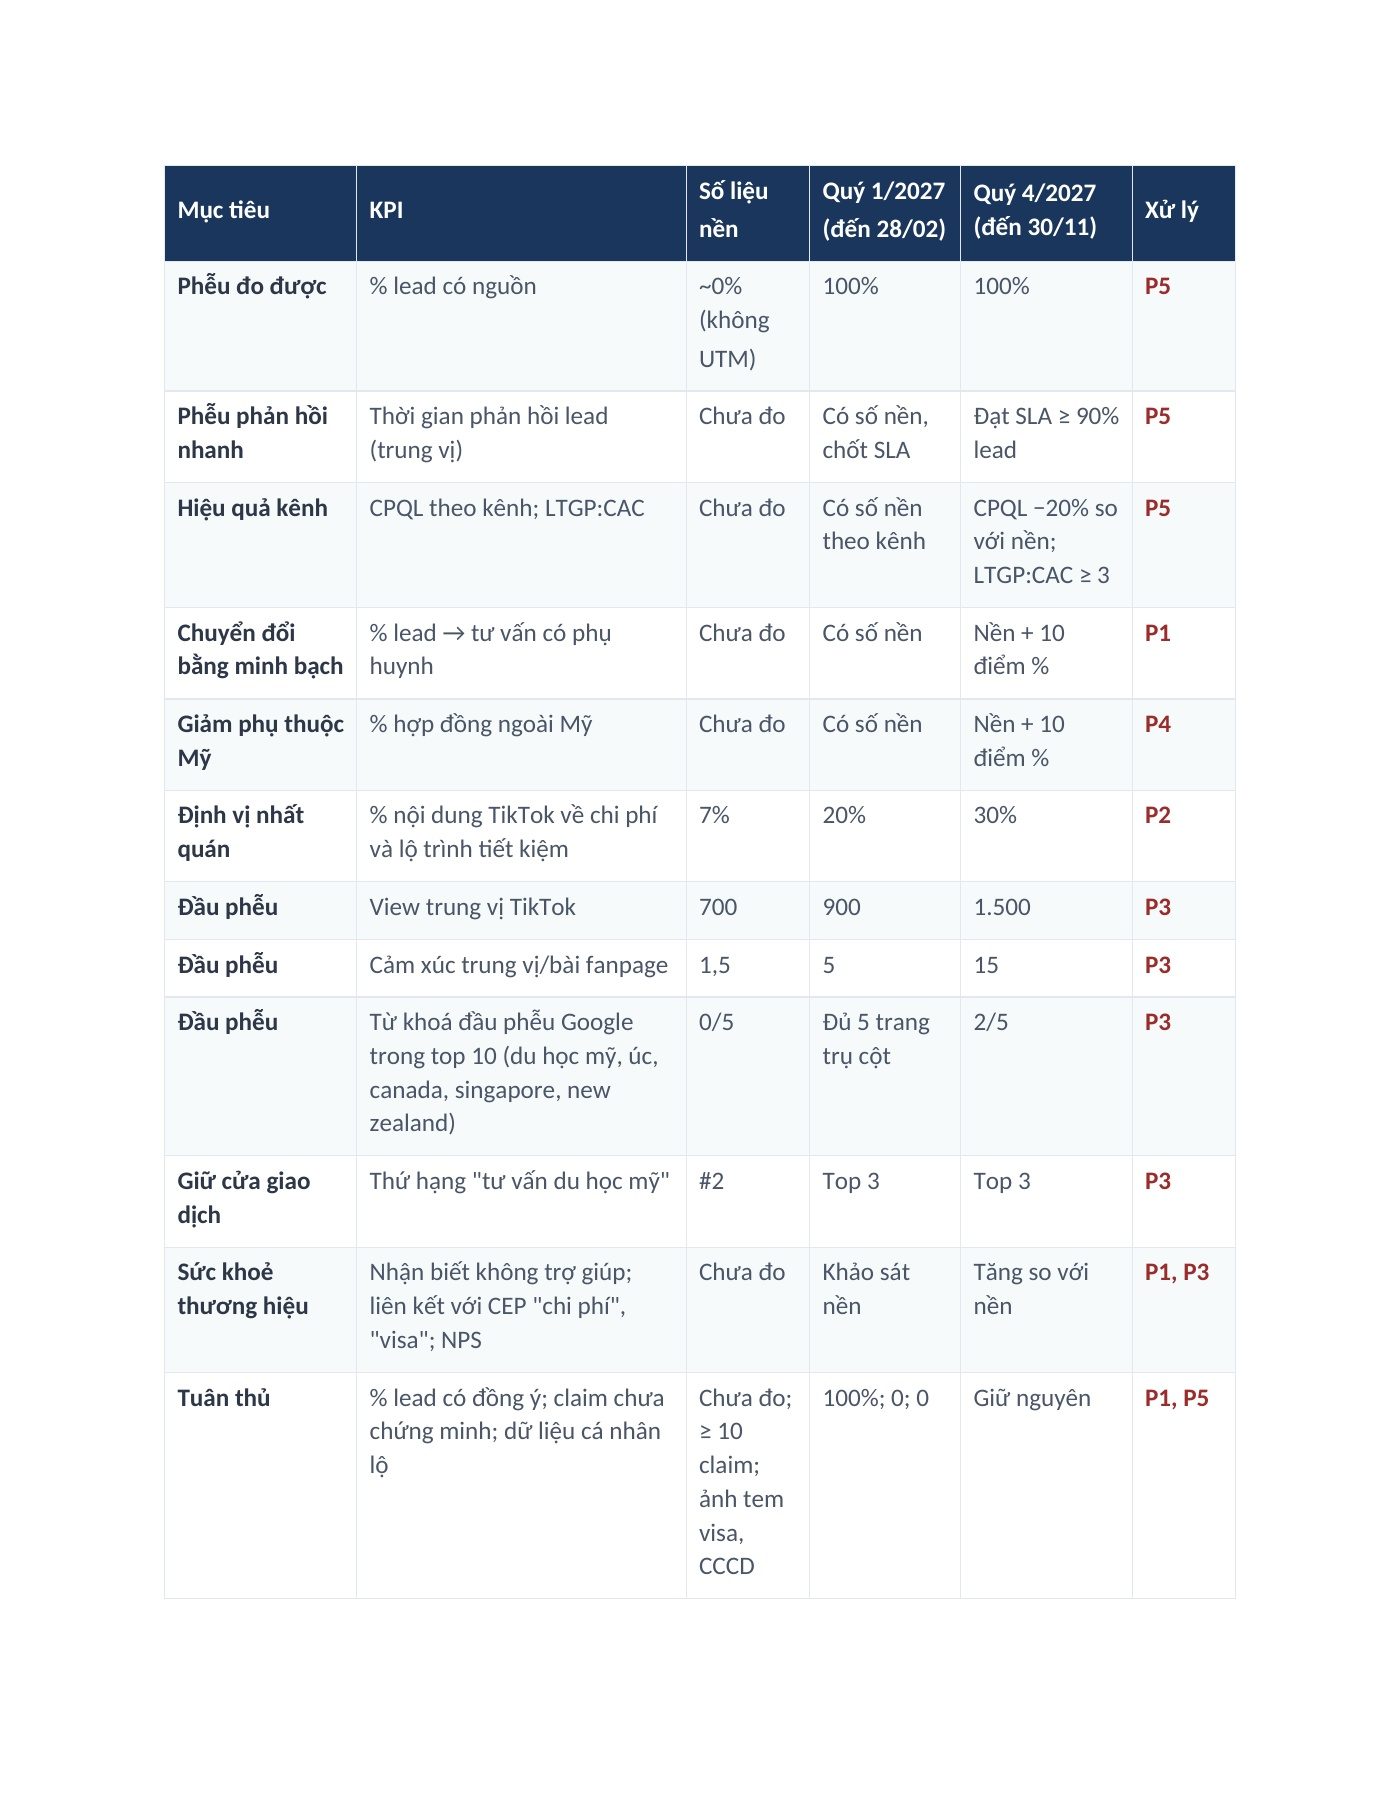 Mục tiêu
KPI
Số liệu
nền
Quý 1/2027
(đến 28/02)
Quý 4/2027
(đến 30/11)
Xử lý
Phễu đo được
% lead có nguồn
~0%
(không
UTM)
100%
100%
P5
Phễu phản hồi
nhanh
Thời gian phản hồi lead
(trung vị)
Chưa đo
Có số nền,
chốt SLA
Đạt SLA ≥ 90%
lead
P5
Hiệu quả kênh
CPQL theo kênh; LTGP:CAC
Chưa đo
Có số nền
theo kênh
CPQL −20% so
với nền;
LTGP:CAC ≥ 3
P5
Chuyển đổi
bằng minh bạch
% lead → tư vấn có phụ
huynh
Chưa đo
Có số nền
Nền + 10
điểm %
P1
Giảm phụ thuộc
Mỹ
% hợp đồng ngoài Mỹ
Chưa đo
Có số nền
Nền + 10
điểm %
P4
Định vị nhất
quán
% nội dung TikTok về chi phí
và lộ trình tiết kiệm
7%
20%
30%
P2
Đầu phễu
View trung vị TikTok
700
900
1.500
P3
Đầu phễu
Cảm xúc trung vị/bài fanpage
1,5
5
15
P3
Đầu phễu
Từ khoá đầu phễu Google
trong top 10 (du học mỹ, úc,
canada, singapore, new
zealand)
0/5
Đủ 5 trang
trụ cột
2/5
P3
Giữ cửa giao
dịch
Thứ hạng "tư vấn du học mỹ"
#2
Top 3
Top 3
P3
Sức khoẻ
thương hiệu
Nhận biết không trợ giúp;
liên kết với CEP "chi phí",
"visa"; NPS
Chưa đo
Khảo sát
nền
Tăng so với
nền
P1, P3
Tuân thủ
% lead có đồng ý; claim chưa
chứng minh; dữ liệu cá nhân
lộ
Chưa đo;
≥ 10
claim;
ảnh tem
visa,
CCCD
100%; 0; 0
Giữ nguyên
P1, P5